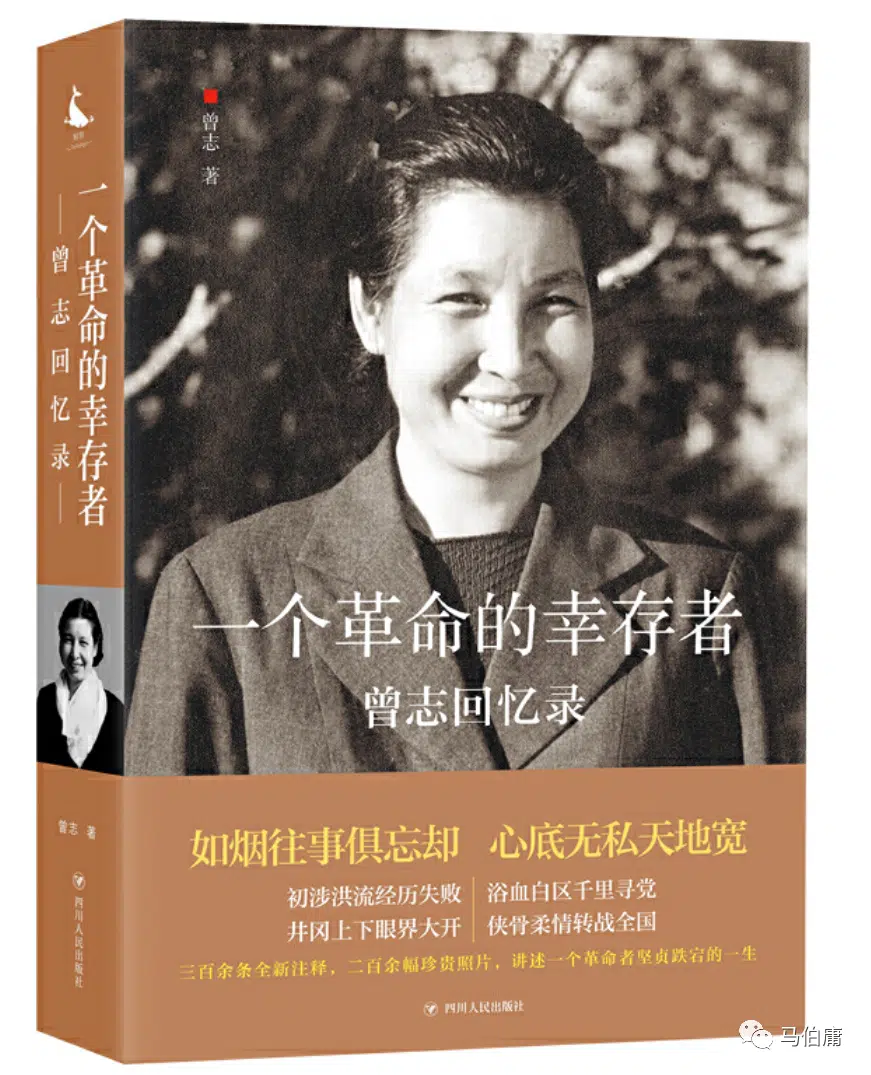 曾志 著
一个革命的幸存者
曾志回忆录
如烟往事俱忘却 心底无私天地宽
初涉洪流经历失败 浴血白区千里寻党
井冈上下眼界大开 侠骨柔情转战全国
三百余条全新注释，二百余幅珍贵照片，讲述一个革命者坚贞跌宕的一生
四川人民出版社
一个革命的幸存者
——曾志回忆录——
曾志 著
四川人民出版社
马伯庸